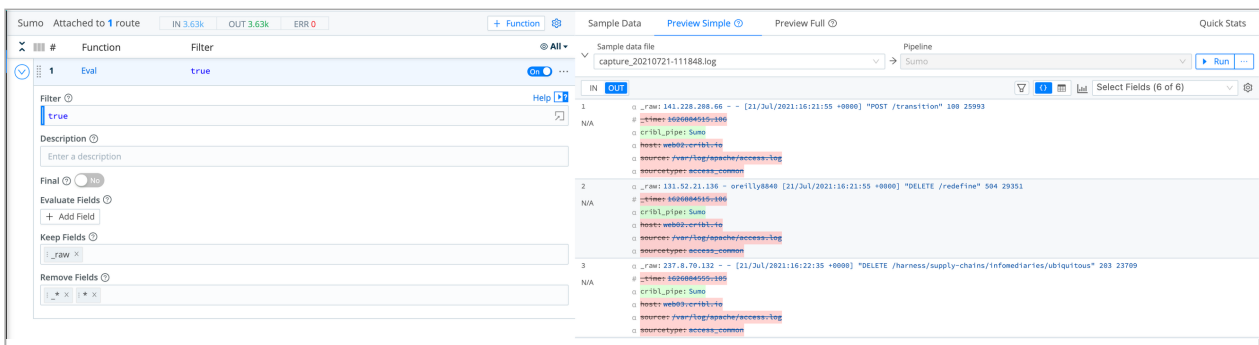 Sumo Attached to 1 route IN 3.63k OUT 3.63k ERR 0 + Function
# Function Filter All
1 Eval true On ...
Filter Help
true
Description
Enter a description
Final No
Evaluate Fields
+ Add Field
Keep Fields
_raw ×
Remove Fields
_* × * ×
Sample Data Preview Simple Preview Full Quick Stats
Sample data file Pipeline
capture_20210721-111848.log → Sumo Run ...
IN OUT Select Fields (6 of 6)
1 α _raw: 141.228.208.66 - - [21/Jul/2021:16:21:55 +0000] "POST /transition" 100 25993
N/A # _time: 1626884515.106
α cribl_pipe: Sumo
α host: web02.cribl.io
α source: /var/log/apache/access.log
α sourcetype: access_common
2 α _raw: 131.52.21.136 - oreilly8840 [21/Jul/2021:16:21:55 +0000] "DELETE /redefine" 504 29351
N/A # _time: 1626884515.106
α cribl_pipe: Sumo
α host: web02.cribl.io
α source: /var/log/apache/access.log
α sourcetype: access_common
3 α _raw: 237.8.70.132 - - [21/Jul/2021:16:22:35 +0000] "DELETE /harness/supply-chains/infomediaries/ubiquitous" 203 23709
N/A # _time: 1626884555.105
α cribl_pipe: Sumo
α host: web03.cribl.io
α source: /var/log/apache/access.log
α sourcetype: access_common